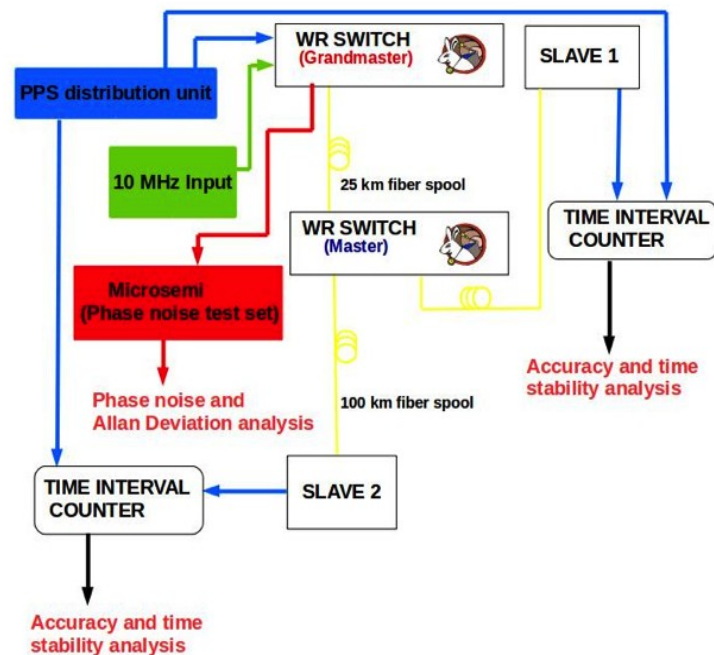 WR SWITCH
(Grandmaster)
SLAVE 1
PPS distribution unit
10 MHz Input
25 km fiber spool
WR SWITCH
(Master)
TIME INTERVAL
COUNTER
Microsemi
(Phase noise test set)
Accuracy and time
stability analysis
Phase noise and
Allan Deviation analysis
100 km fiber spool
TIME INTERVAL
COUNTER
SLAVE 2
Accuracy and time
stability analysis